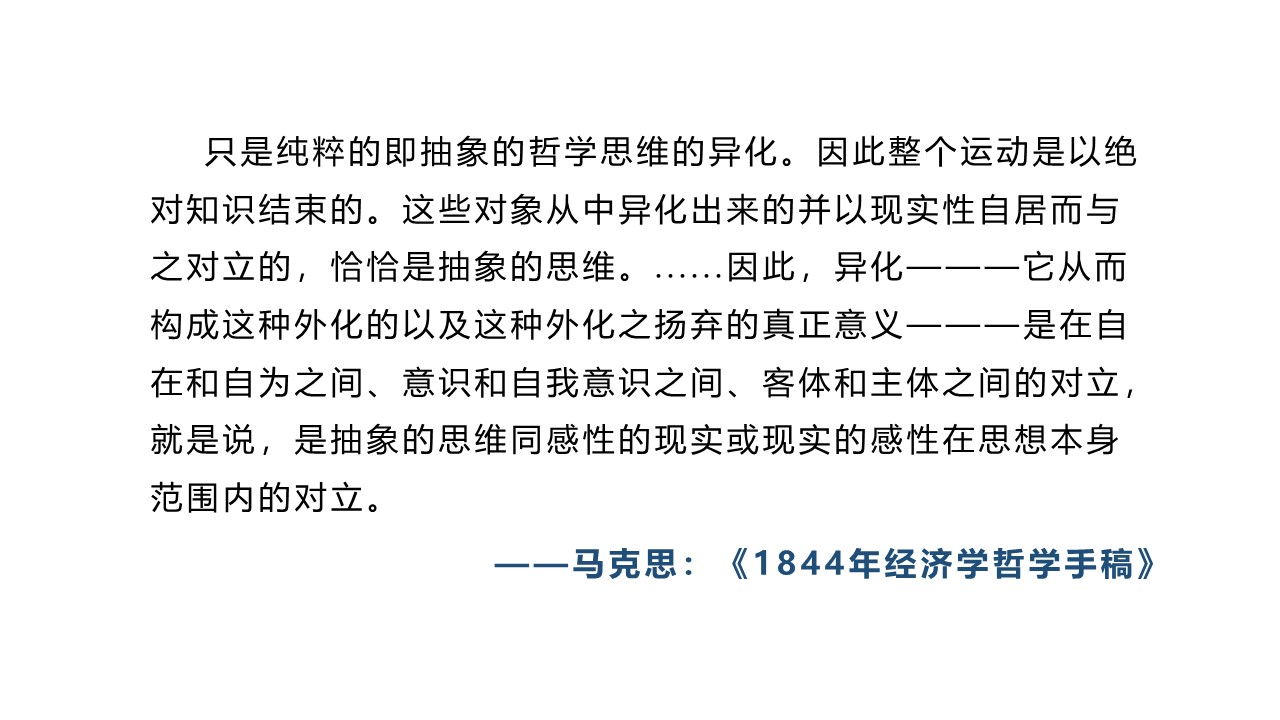 只是纯粹的即抽象的哲学思维的异化。因此整个运动是以绝
对知识结束的。这些对象从中异化出来的并以现实性自居而与
之对立的，恰恰是抽象的思维。……因此，异化———它从而
构成这种外化的以及这种外化之扬弃的真正意义———是在自
在和自为之间、意识和自我意识之间、客体和主体之间的对立，
就是说，是抽象的思维同感性的现实或现实的感性在思想本身
范围内的对立。
——马克思：《1844年经济学哲学手稿》